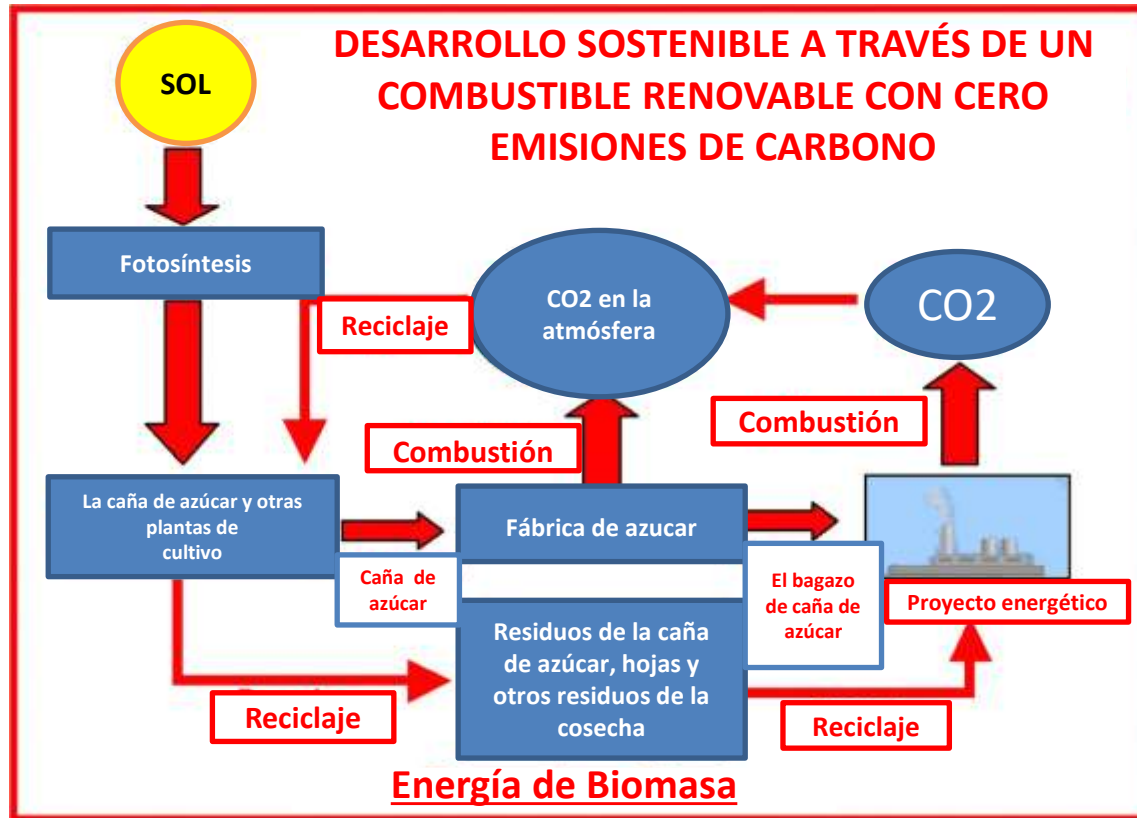 SOL
DESARROLLO SOSTENIBLE A TRAVÉS DE UN
COMBUSTIBLE RENOVABLE CON CERO
EMISIONES DE CARBONO
Fotosíntesis
CO2 en la
atmósfera
CO2
Reciclaje
Combustión
Combustión
La caña de azúcar y otras
plantas de
cultivo
Fábrica de azucar
Caña de
azúcar
El bagazo
de caña de
azúcar
Proyecto energético
Residuos de la caña
de azúcar, hojas y
otros residuos de la
cosecha
Reciclaje
Reciclaje
Energía de Biomasa